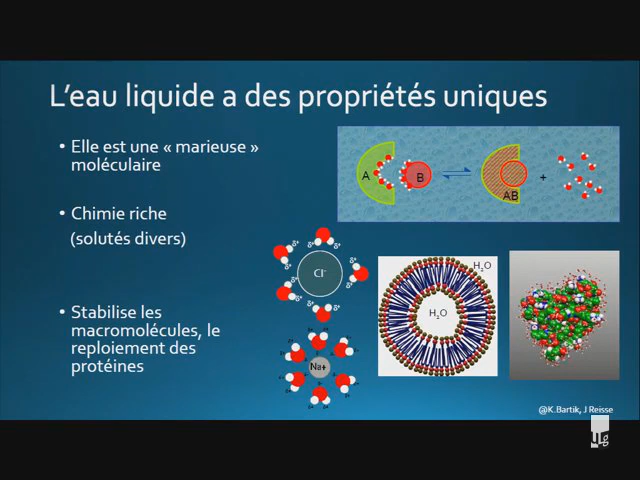 L'eau liquide a des propriétés uniques
• Elle est une « marieuse »
moléculaire
• Chimie riche
(solutés divers)
• Stabilise les
macromolécules, le
reploiement des
protéines
A
B
AB
+
Cl⁻
Na+
H₂O
H₂O
@K.Bartik, J Reisse